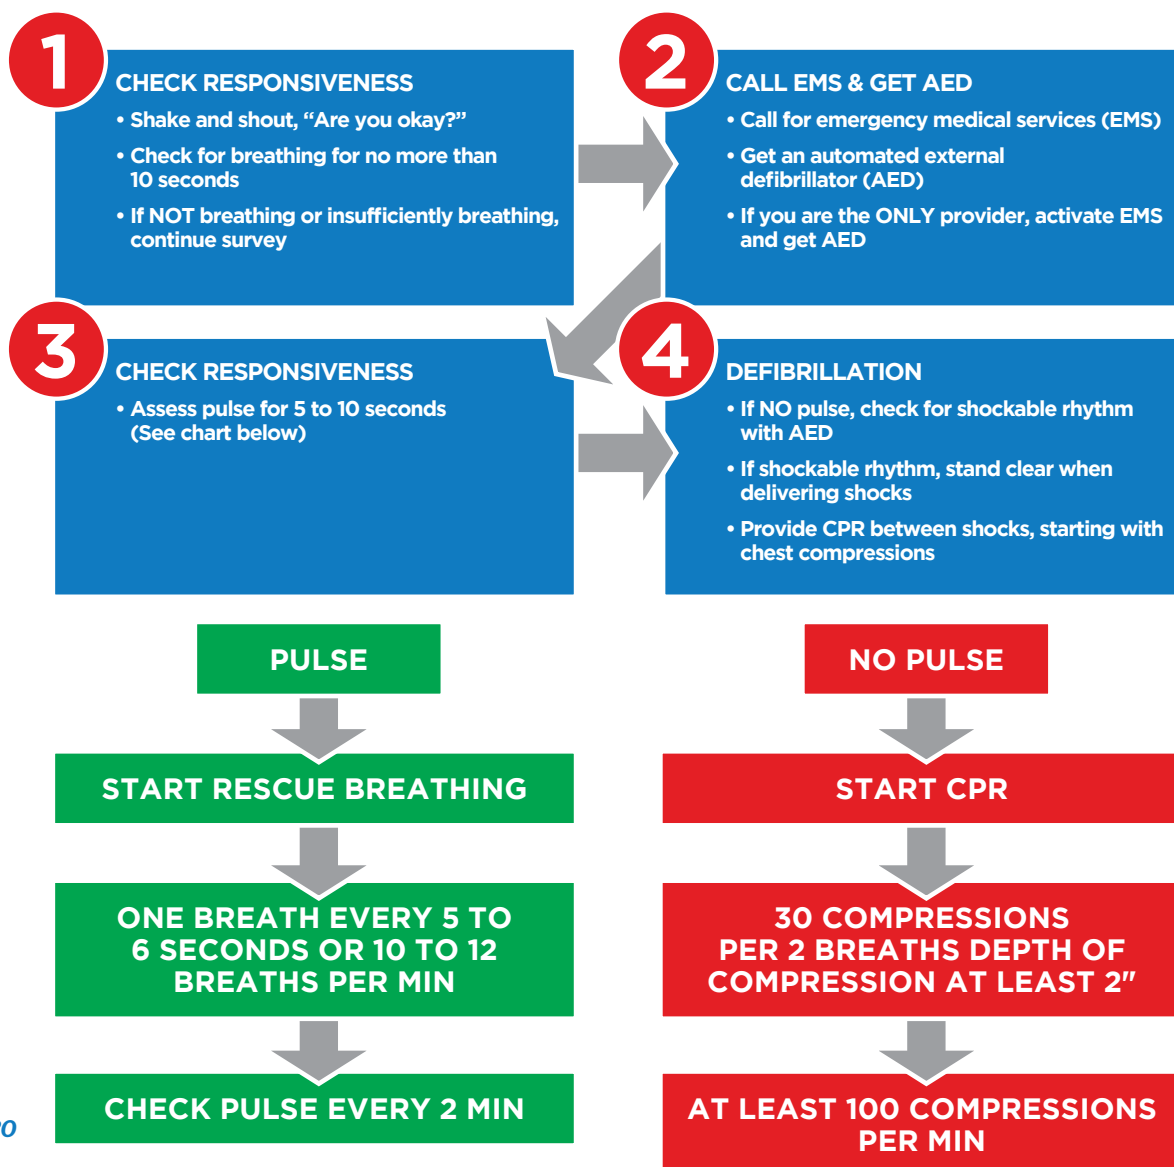 1
CHECK RESPONSIVENESS
• Shake and shout, “Are you okay?”
• Check for breathing for no more than
10 seconds
• If NOT breathing or insufficiently breathing,
continue survey
2
CALL EMS & GET AED
• Call for emergency medical services (EMS)
• Get an automated external
defibrillator (AED)
• If you are the ONLY provider, activate EMS
and get AED
3
CHECK RESPONSIVENESS
• Assess pulse for 5 to 10 seconds
(See chart below)
4
DEFIBRILLATION
• If NO pulse, check for shockable rhythm
with AED
• If shockable rhythm, stand clear when
delivering shocks
• Provide CPR between shocks, starting with
chest compressions
PULSE
START RESCUE BREATHING
ONE BREATH EVERY 5 TO
6 SECONDS OR 10 TO 12
BREATHS PER MIN
CHECK PULSE EVERY 2 MIN
NO PULSE
START CPR
30 COMPRESSIONS
PER 2 BREATHS DEPTH OF
COMPRESSION AT LEAST 2"
AT LEAST 100 COMPRESSIONS
PER MIN